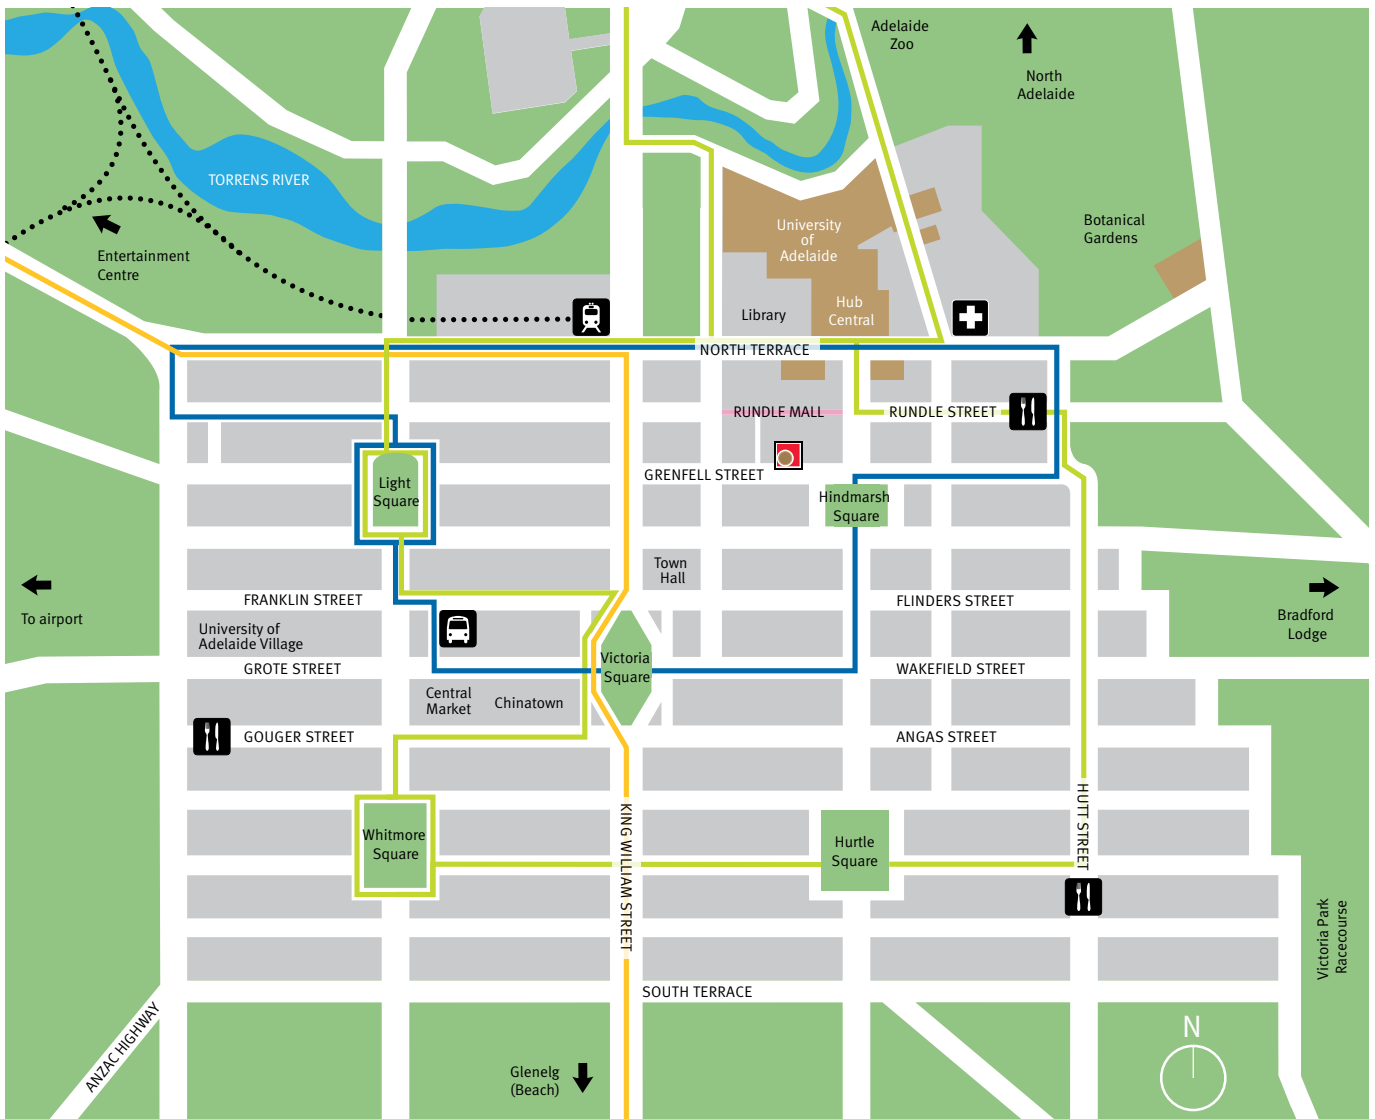 Adelaide
Zoo
North
Adelaide
TORRENS RIVER
University
of
Adelaide
Botanical
Gardens
Entertainment
Centre
Library
Hub
Central
NORTH TERRACE
RUNDLE MALL
RUNDLE STREET
GRENFELL STREET
Light
Square
Hindmarsh
Square
Town
Hall
To airport
FRANKLIN STREET
FLINDERS STREET
Bradford
Lodge
University of
Adelaide Village
Victoria
Square
GROTE STREET
WAKEFIELD STREET
Central
Market
Chinatown
GOUGER STREET
ANGAS STREET
HUTT STREET
KING WILLIAM STREET
Whitmore
Square
Hurtle
Square
Victoria Park
Racecourse
SOUTH TERRACE
ANZAC HIGHWAY
Glenelg
(Beach)
N